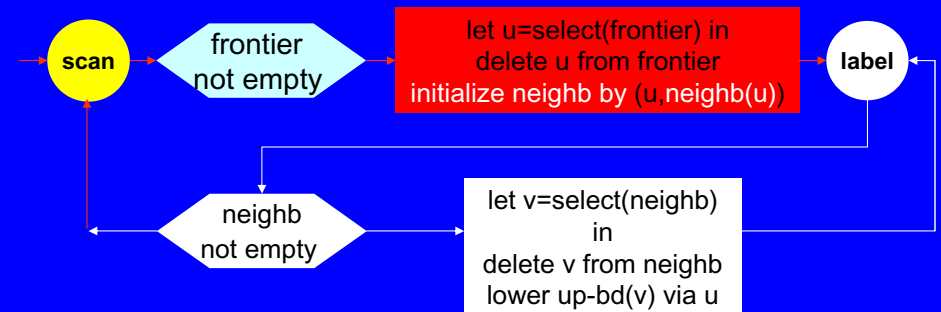 scan
frontier
not empty
let u=select(frontier) in
delete u from frontier
initialize neighb by (u,neighb(u))
label
neighb
not empty
let v=select(neighb)
in
delete v from neighb
lower up-bd(v) via u